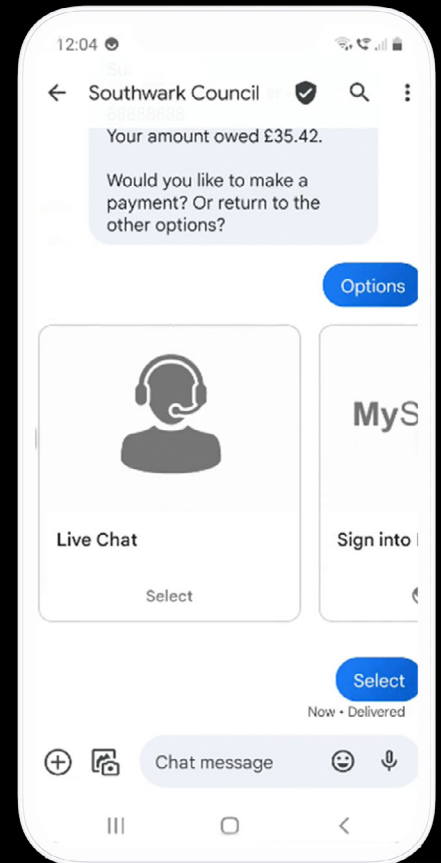 12:04
Southwark Council
Your amount owed £35.42.
Would you like to make a
payment? Or return to the
other options?
Options
MyS
Live Chat
Sign into
Select
Select
Now • Delivered
Chat message